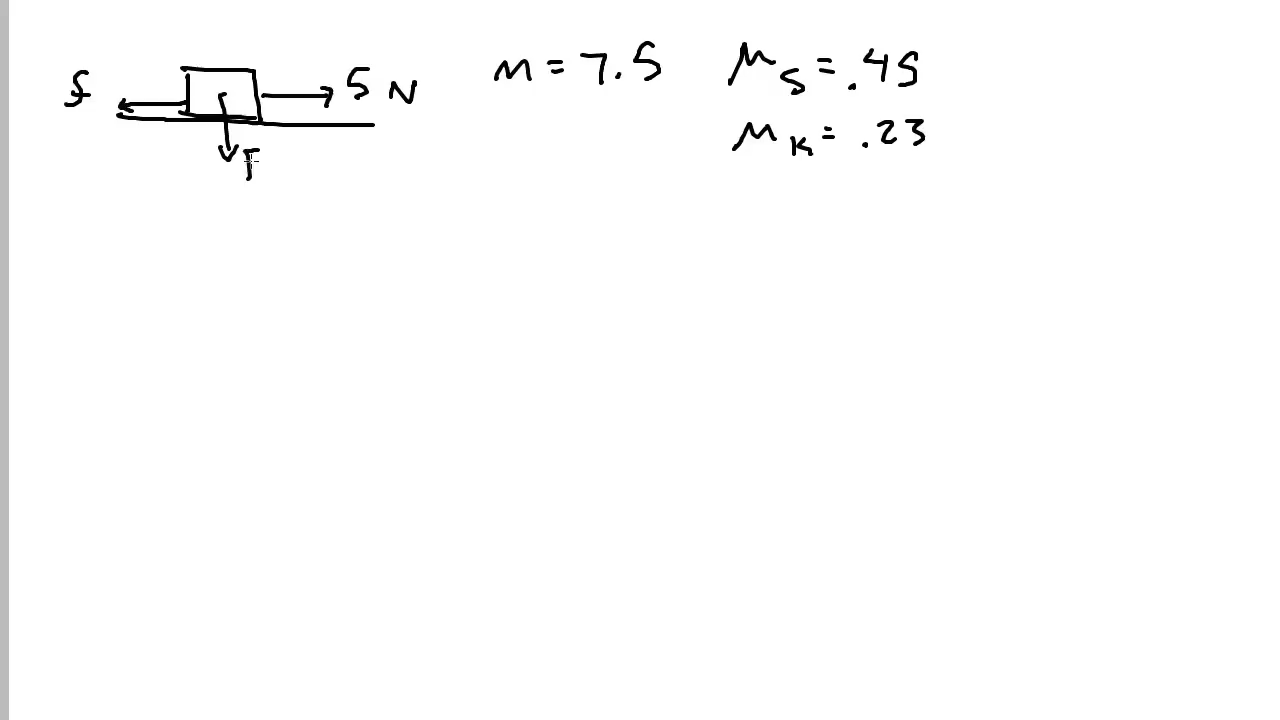 f 5 N m = 7.5 μs = .45
μk = .23
F